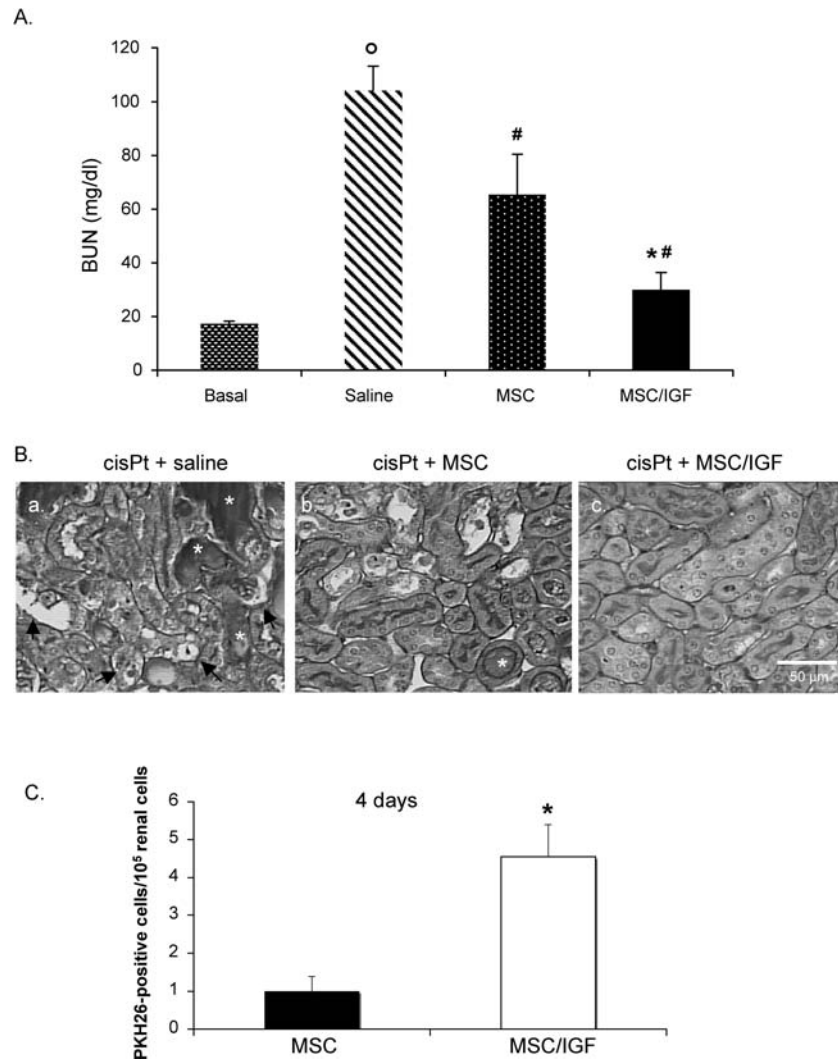 A.
120
100
80
60
40
20
0
BUN (mg/dl)
°
#
*#
Basal Saline MSC MSC/IGF
B.
cisPt + saline cisPt + MSC cisPt + MSC/IGF
a. b c.
*
*
*
*
50 µm
C.
4 days
6
5
4
3
2
1
0
PKH26-positive cells/10⁵ renal cells
*
MSC MSC/IGF